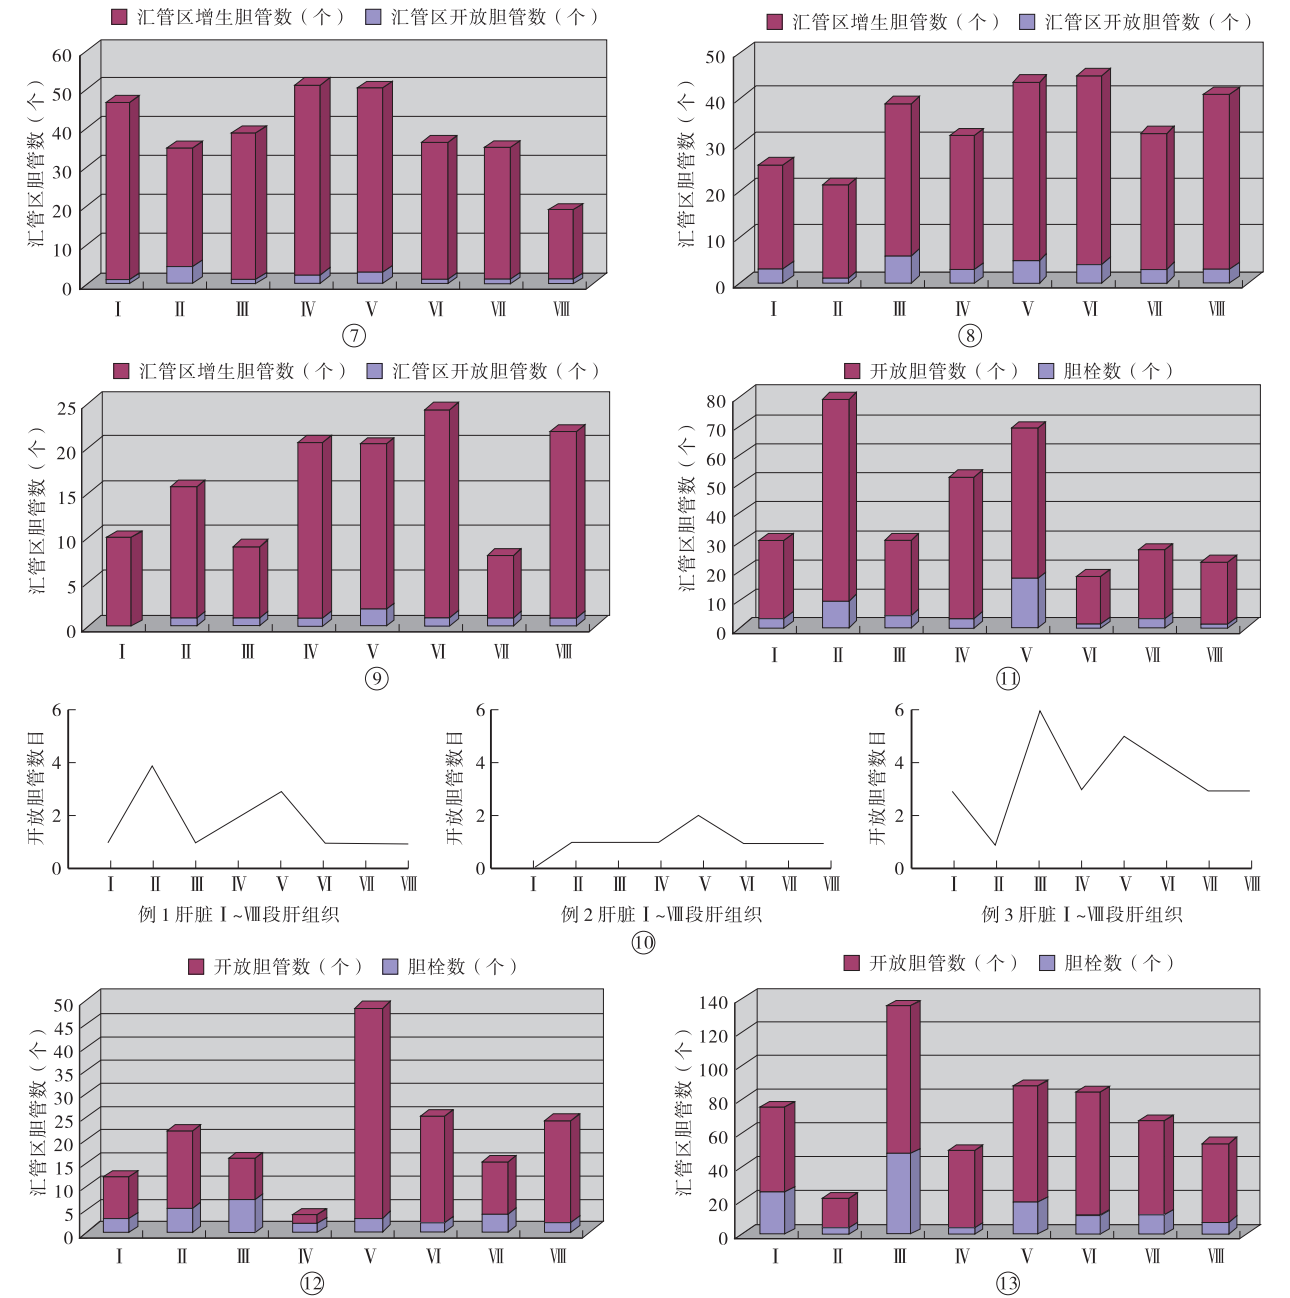 汇管区增生胆管数（个） 汇管区开放胆管数（个）
汇管区胆管数（个）
60
50
40
30
20
10
0
Ⅰ Ⅱ Ⅲ Ⅳ Ⅴ Ⅵ Ⅶ Ⅷ
⑦
汇管区增生胆管数（个） 汇管区开放胆管数（个）
汇管区胆管数（个）
50
40
30
20
10
0
Ⅰ Ⅱ Ⅲ Ⅳ Ⅴ Ⅵ Ⅶ Ⅷ
⑧
汇管区增生胆管数（个） 汇管区开放胆管数（个）
汇管区胆管数（个）
25
20
15
10
5
0
Ⅰ Ⅱ Ⅲ Ⅳ Ⅴ Ⅵ Ⅶ Ⅷ
⑨
开放胆管数（个） 胆栓数（个）
汇管区胆管数（个）
80
70
60
50
40
30
20
10
0
Ⅰ Ⅱ Ⅲ Ⅳ Ⅴ Ⅵ Ⅶ Ⅷ
⑪
开放胆管数目
6
4
2
0
Ⅰ Ⅱ Ⅲ Ⅳ Ⅴ Ⅵ Ⅶ Ⅷ
例1肝脏Ⅰ~Ⅷ段肝组织
开放胆管数目
6
4
2
0
Ⅰ Ⅱ Ⅲ Ⅳ Ⅴ Ⅵ Ⅶ Ⅷ
例2肝脏Ⅰ~Ⅷ段肝组织
开放胆管数目
6
4
2
0
Ⅰ Ⅱ Ⅲ Ⅳ Ⅴ Ⅵ Ⅶ Ⅷ
例3肝脏Ⅰ~Ⅷ段肝组织
⑩
开放胆管数（个） 胆栓数（个）
汇管区胆管数（个）
50
45
40
35
30
25
20
15
10
5
0
Ⅰ Ⅱ Ⅲ Ⅳ Ⅴ Ⅵ Ⅶ Ⅷ
⑫
开放胆管数（个） 胆栓数（个）
汇管区胆管数（个）
140
120
100
80
60
40
20
0
Ⅰ Ⅱ Ⅲ Ⅳ Ⅴ Ⅵ Ⅶ Ⅷ
⑬